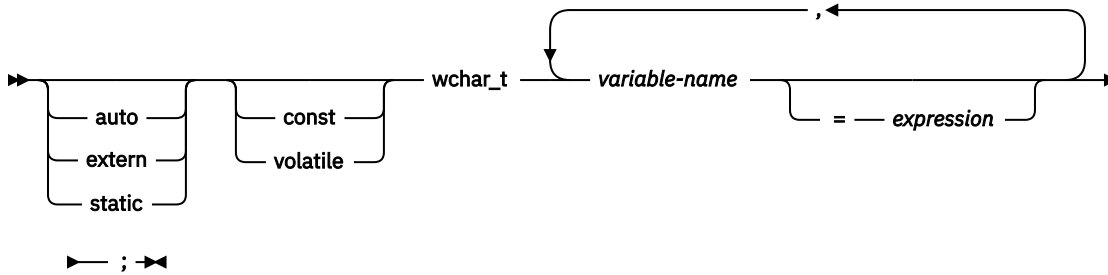 ,
wchar_t variable-name
auto const = expression
extern volatile
static
;